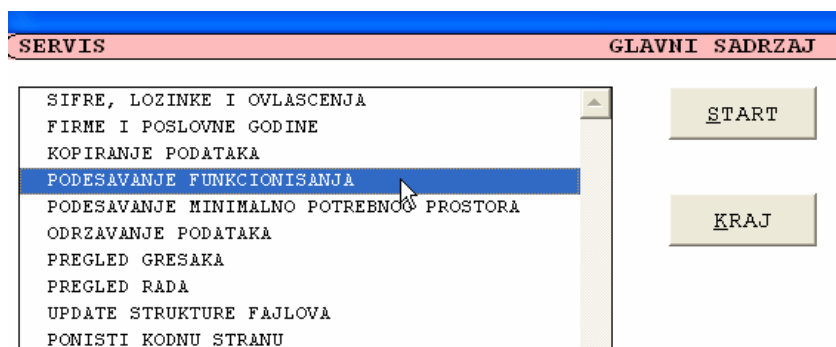 SERVIS GLAVNI SADRZAJ
SIFRE, LOZINKE I OVLASCENJA
FIRME I POSLOVNE GODINE
KOPIRANJE PODATAKA
PODESAVANJE FUNKCIONISANJA
PODESAVANJE MINIMALNO POTREBNOG PROSTORA
ODRZAVANJE PODATAKA
PREGLED GRESAKA
PREGLED RADA
UPDATE STRUKTURE FAJLOVA
PONISTI KODNU STRANU
START
KRAJ